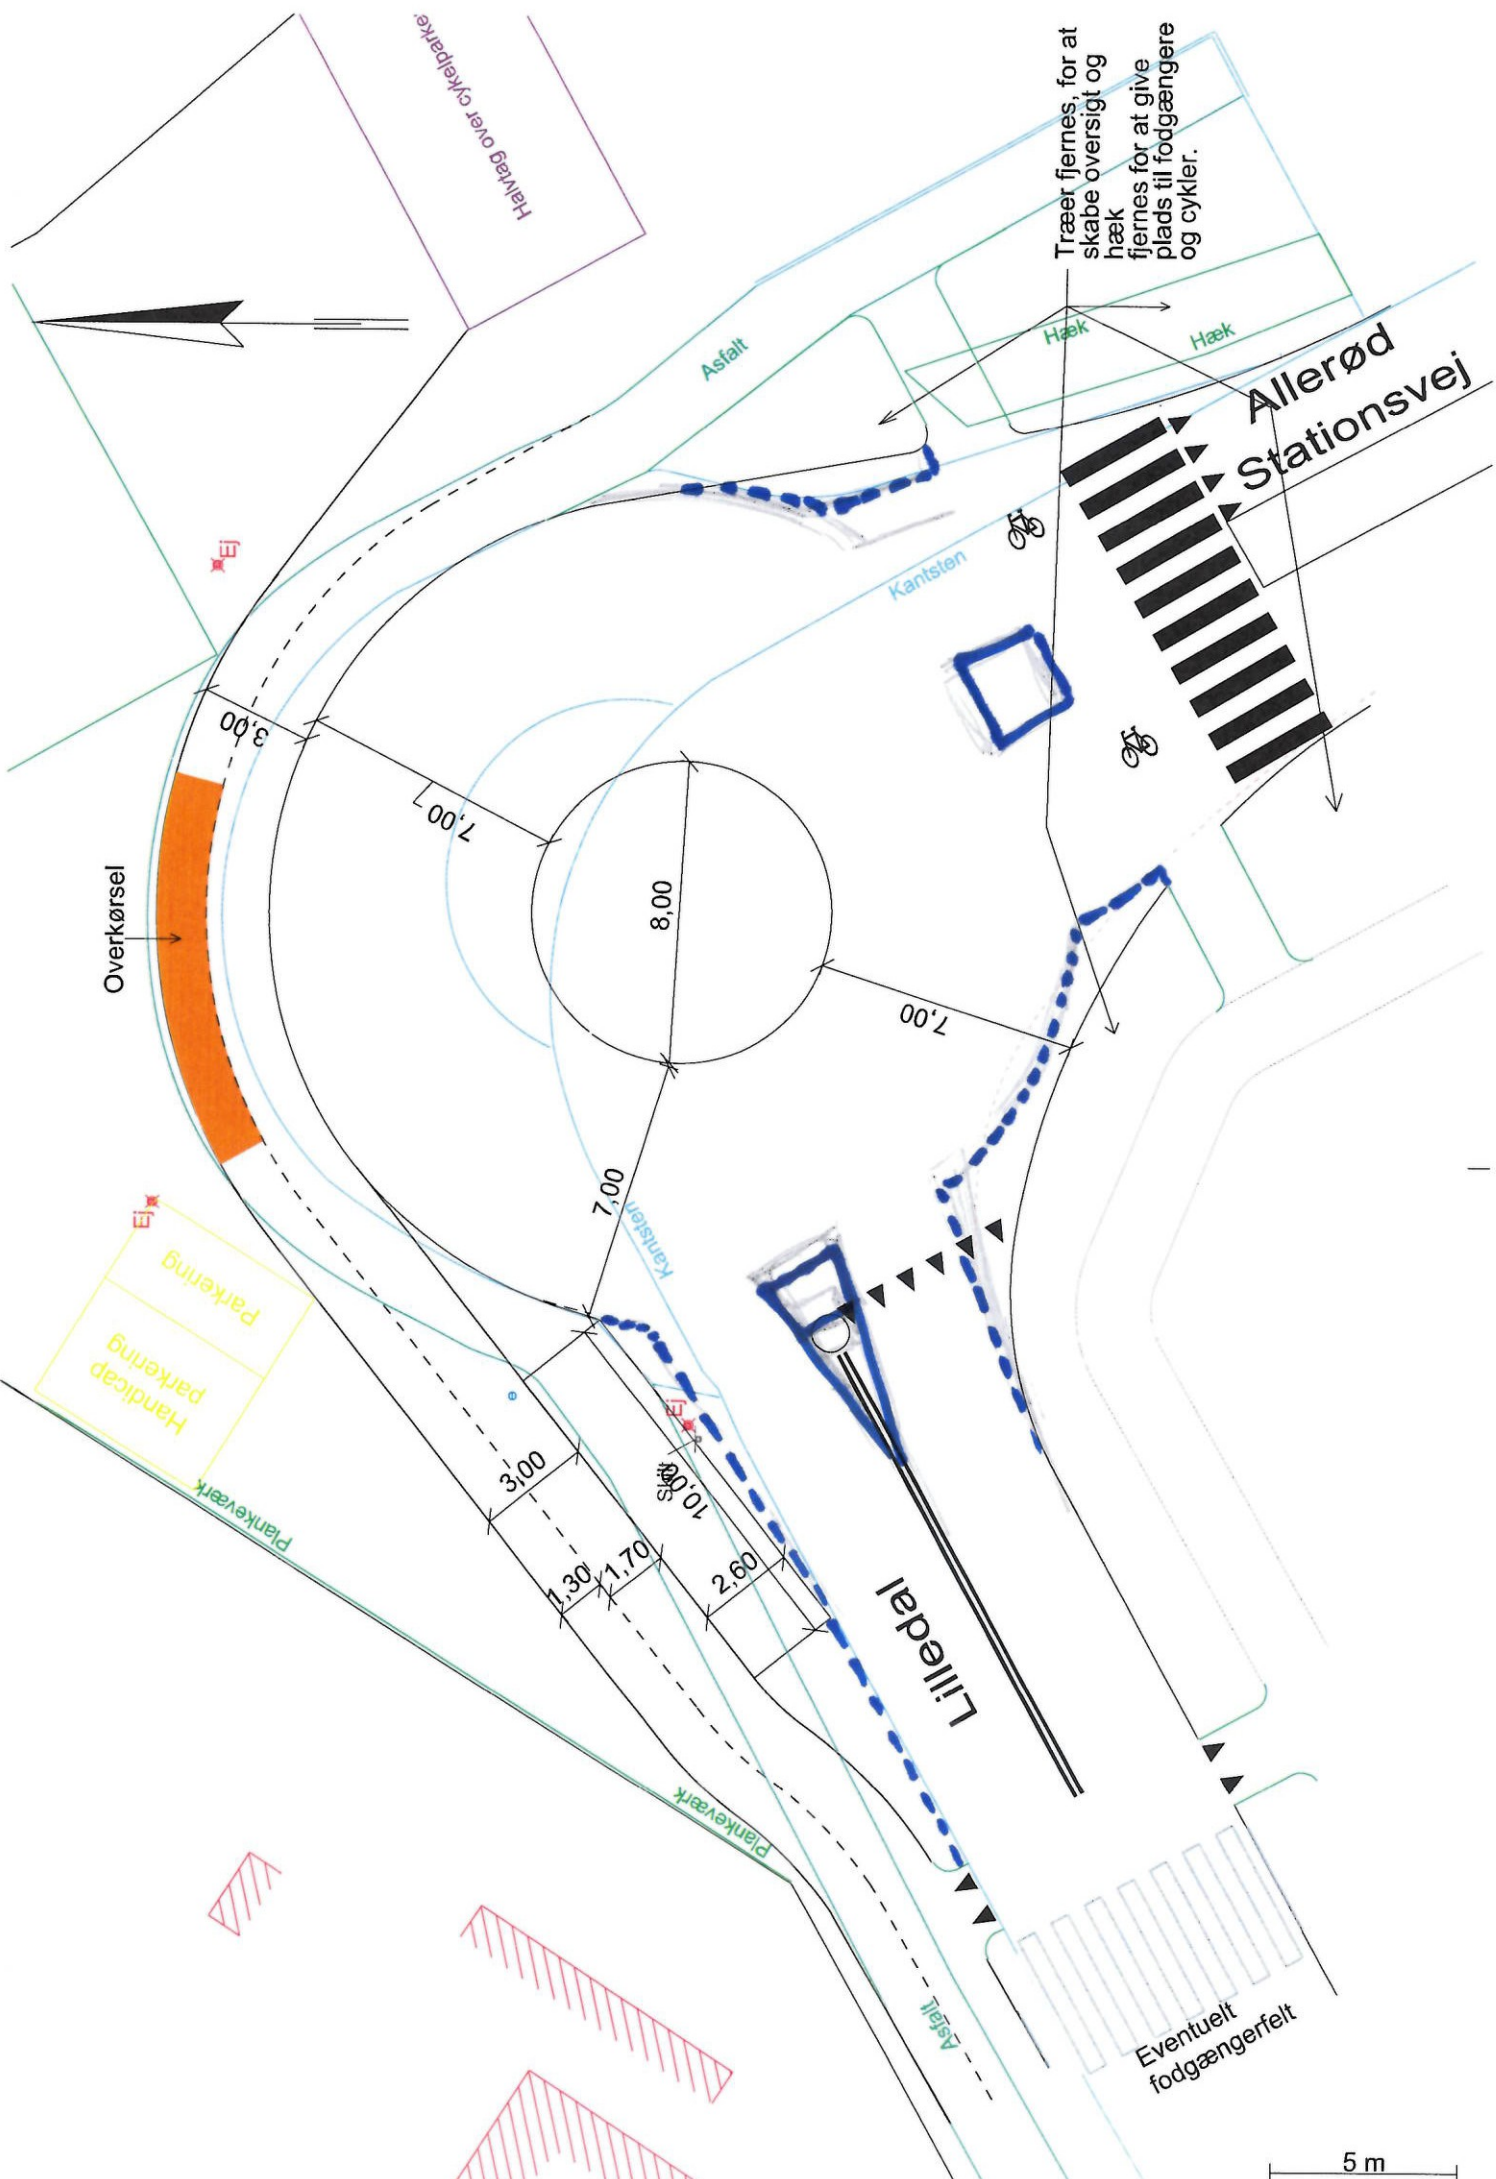 Halvtag over cykelparke
Træer fjernes, for at
skabe oversigt og
hæk
fjernes for at give
plads til fodgængere
og cykler.
Asfalt
Hæk
Hæk
Allerød
Stationsvej
Ej
Kantsten
3,00
7,00
Overkørsel
8,00
7,00
7,00
Kantsten
Ej
Parkering
Handicap
parkering
Ej
10,00
3,00
Plankeværk
1,30
1,70
2,60
Lilledal
Plankeværk
Asfalt
Eventuelt
fodgængerfelt
5 m